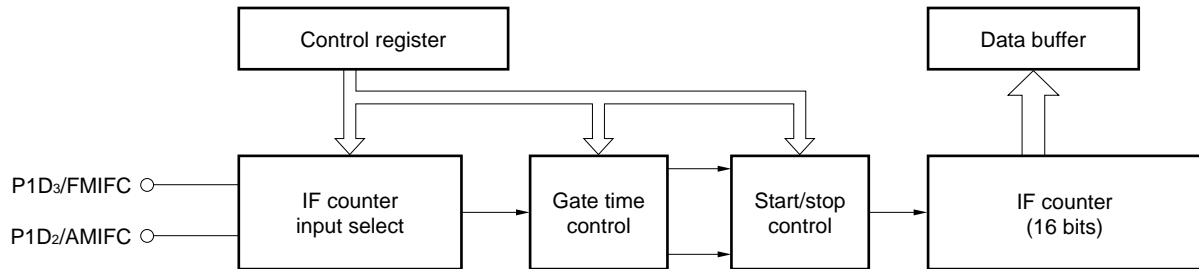 Control register
Data buffer
P1D₃/FMIFC
P1D₂/AMIFC
IF counter
input select
Gate time
control
Start/stop
control
IF counter
(16 bits)